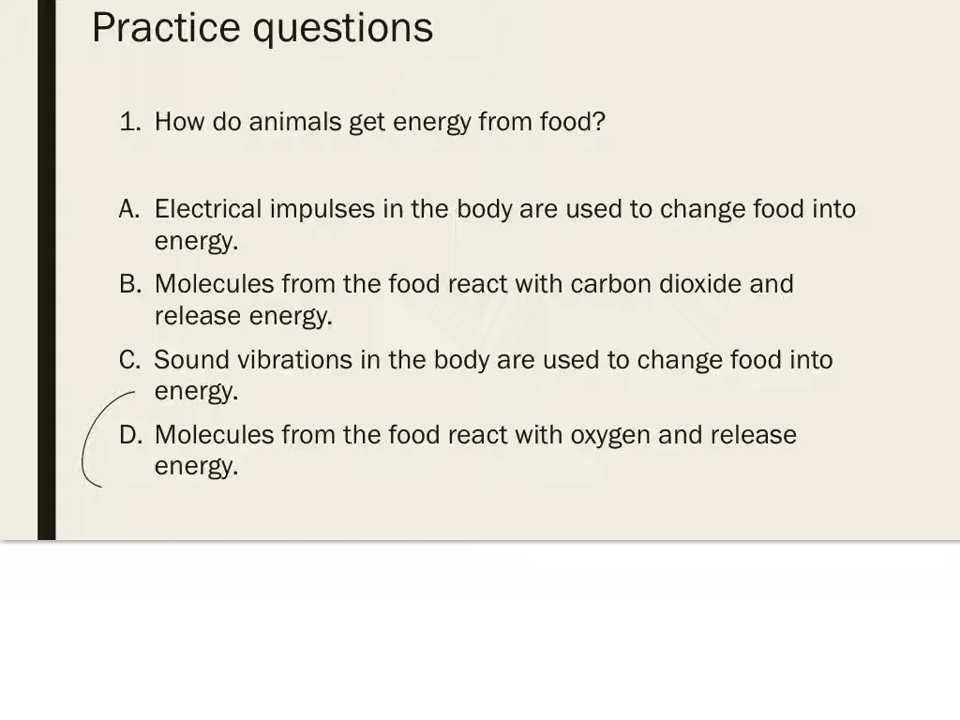 Practice questions
1. How do animals get energy from food?
A. Electrical impulses in the body are used to change food into
energy.
B. Molecules from the food react with carbon dioxide and
release energy.
C. Sound vibrations in the body are used to change food into
energy.
D. Molecules from the food react with oxygen and release
energy.